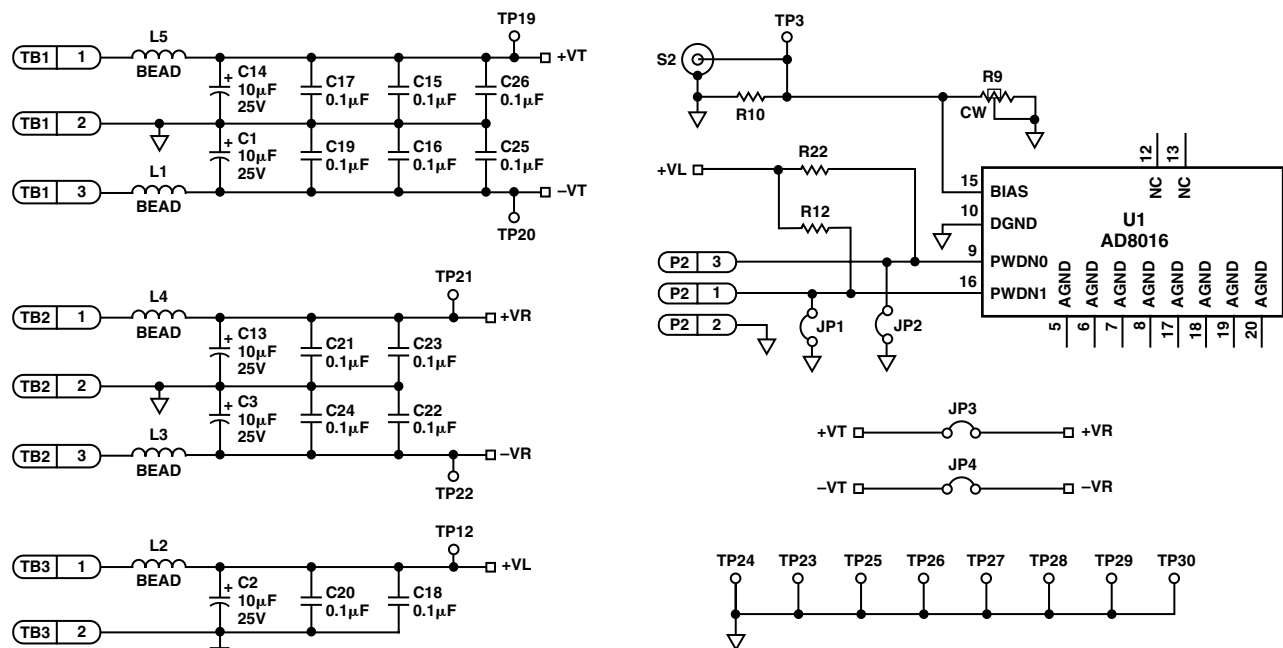 TP19
TB1 1
L5
BEAD
+VT
+ C14
10µF
25V
C17
0.1µF
C15
0.1µF
C26
0.1µF
TB1 2
+ C1
10µF
25V
C19
0.1µF
C16
0.1µF
C25
0.1µF
TB1 3
L1
BEAD
–VT
TP20
TP21
TB2 1
L4
BEAD
+VR
+ C13
10µF
25V
C21
0.1µF
C23
0.1µF
TB2 2
+ C3
10µF
25V
C24
0.1µF
C22
0.1µF
TB2 3
L3
BEAD
–VR
TP22
TP12
TB3 1
L2
BEAD
+VL
+ C2
10µF
25V
C20
0.1µF
C18
0.1µF
TB3 2
TP3
S2
R10
R9
CW
+VL
R22
R12
12
13
NC
NC
15
BIAS
10
DGND
U1
AD8016
9
PWDN0
16
PWDN1
AGND
AGND
AGND
AGND
AGND
AGND
AGND
AGND
5
6
7
8
17
18
19
20
P2 3
P2 1
P2 2
JP1
JP2
+VT
JP3
+VR
–VT
JP4
–VR
TP24
TP23
TP25
TP26
TP27
TP28
TP29
TP30